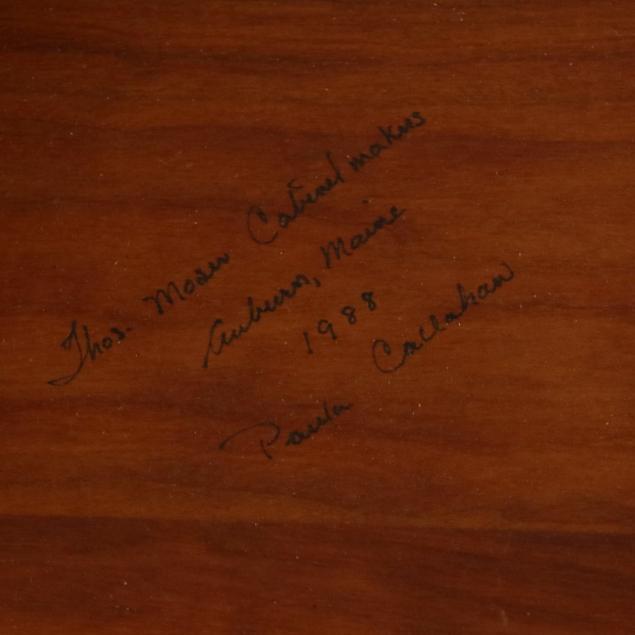 Thos. Moser Cabinetmakers
Auburn, Maine
1988
Paula Callahan